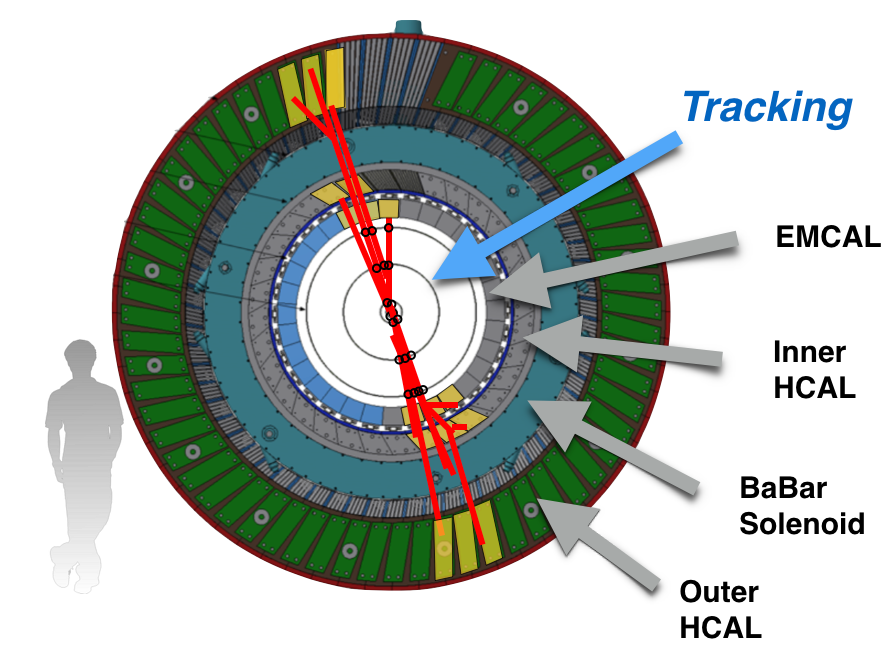 Tracking
EMCAL
Inner
HCAL
BaBar
Solenoid
Outer
HCAL